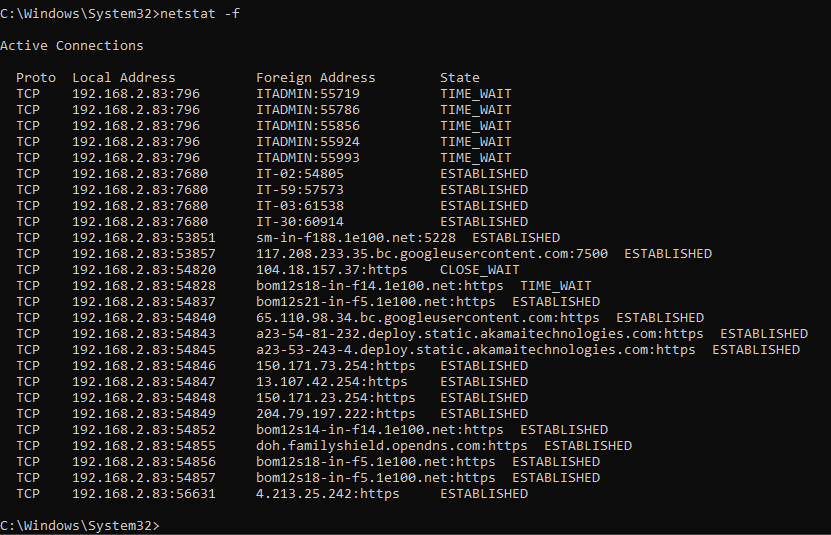 C:\Windows\System32>netstat -f
Active Connections
Proto  Local Address          Foreign Address        State
TCP    192.168.2.83:796       ITADMIN:55719          TIME_WAIT
TCP    192.168.2.83:796       ITADMIN:55786          TIME_WAIT
TCP    192.168.2.83:796       ITADMIN:55856          TIME_WAIT
TCP    192.168.2.83:796       ITADMIN:55924          TIME_WAIT
TCP    192.168.2.83:796       ITADMIN:55993          TIME_WAIT
TCP    192.168.2.83:7680      IT-02:54805            ESTABLISHED
TCP    192.168.2.83:7680      IT-59:57573            ESTABLISHED
TCP    192.168.2.83:7680      IT-03:61538            ESTABLISHED
TCP    192.168.2.83:7680      IT-30:60914            ESTABLISHED
TCP    192.168.2.83:53851     sm-in-f188.1e100.net:5228  ESTABLISHED
TCP    192.168.2.83:53857     117.208.233.35.bc.googleusercontent.com:7500  ESTABLISHED
TCP    192.168.2.83:54820     104.18.157.37:https    CLOSE_WAIT
TCP    192.168.2.83:54828     bom12s18-in-f14.1e100.net:https  TIME_WAIT
TCP    192.168.2.83:54837     bom12s21-in-f5.1e100.net:https  ESTABLISHED
TCP    192.168.2.83:54840     65.110.98.34.bc.googleusercontent.com:https  ESTABLISHED
TCP    192.168.2.83:54843     a23-54-81-232.deploy.static.akamaitechnologies.com:https  ESTABLISHED
TCP    192.168.2.83:54845     a23-53-243-4.deploy.static.akamaitechnologies.com:https  ESTABLISHED
TCP    192.168.2.83:54846     150.171.73.254:https   ESTABLISHED
TCP    192.168.2.83:54847     13.107.42.254:https    ESTABLISHED
TCP    192.168.2.83:54848     150.171.23.254:https   ESTABLISHED
TCP    192.168.2.83:54849     204.79.197.222:https   ESTABLISHED
TCP    192.168.2.83:54852     bom12s14-in-f14.1e100.net:https  ESTABLISHED
TCP    192.168.2.83:54855     doh.familyshield.opendns.com:https  ESTABLISHED
TCP    192.168.2.83:54856     bom12s18-in-f5.1e100.net:https  ESTABLISHED
TCP    192.168.2.83:54857     bom12s18-in-f5.1e100.net:https  ESTABLISHED
TCP    192.168.2.83:56631     4.213.25.242:https     ESTABLISHED
C:\Windows\System32>